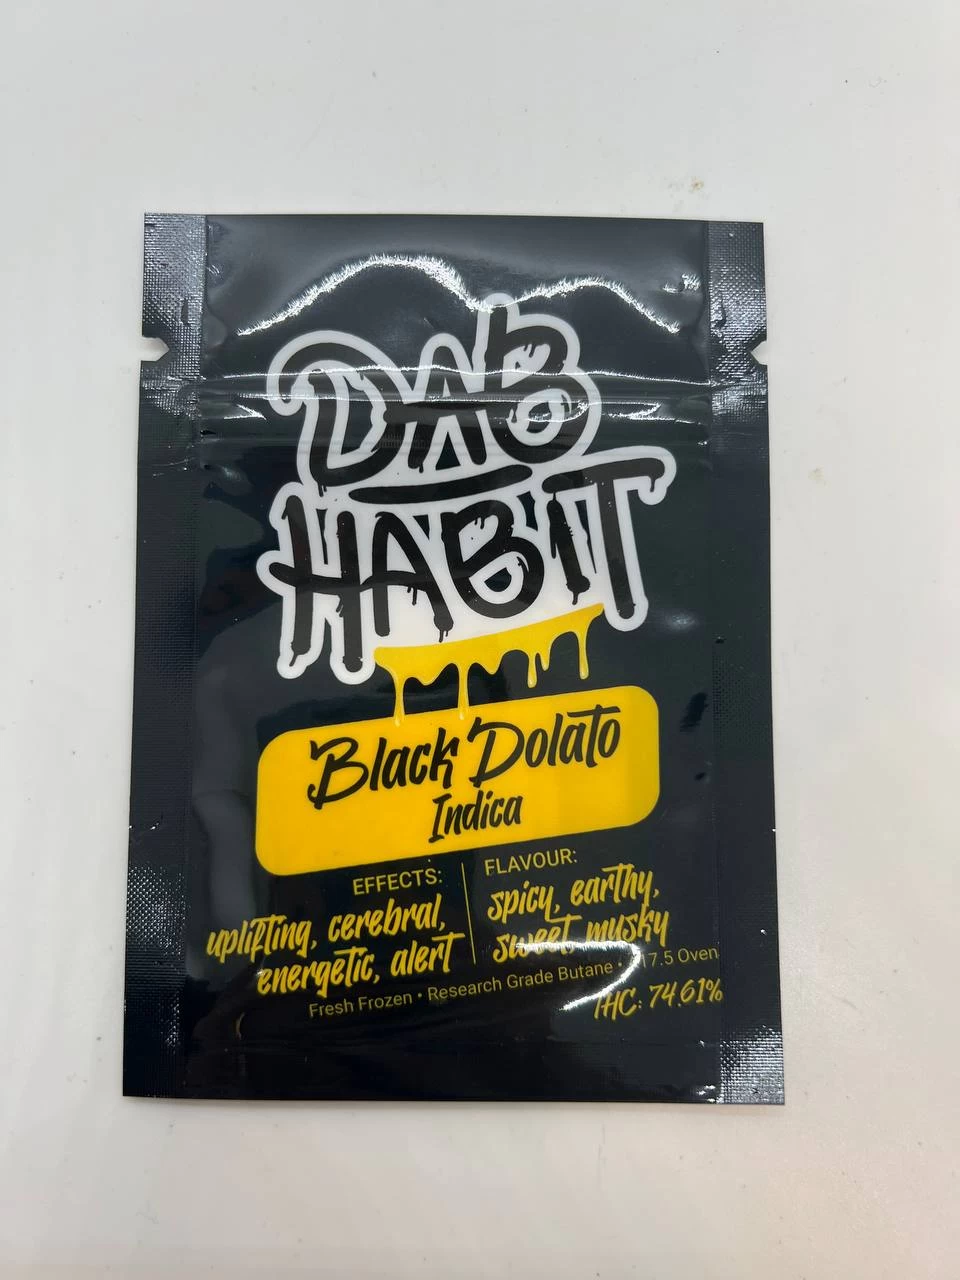 DAB
HABIT
Black Dolato
Indica
EFFECTS:
uplifting, cerebral,
energetic, alert
FLAVOUR:
spicy, earthy,
sweet, musky
Fresh Frozen • Research Grade Butane • 17.5 Oven
THC: 74.61%